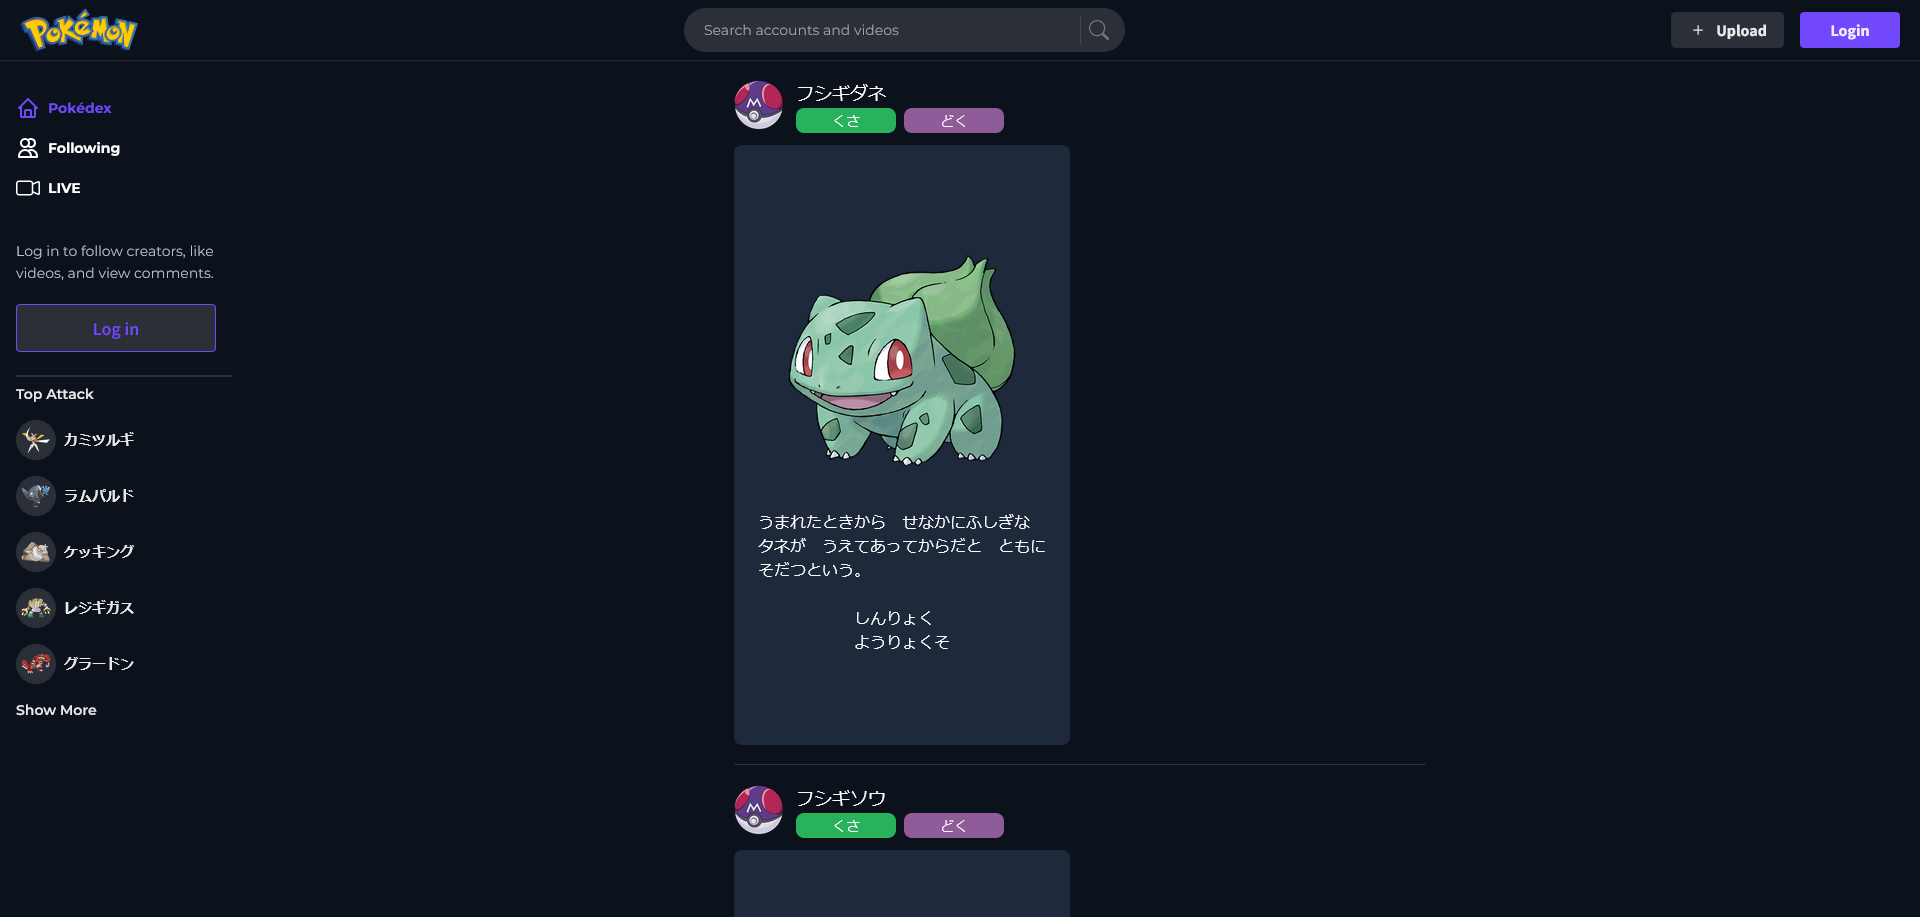 POKéMON
Search accounts and videos
Upload
Login
Pokédex
Following
LIVE
Log in to follow creators, like
videos, and view comments.
Log in
Top Attack
カミツルギ
ラムパルド
ケッキング
レジギガス
グラードン
Show More
フシギダネ
くさ
どく
うまれたときから　せなかにふしぎな
タネが　うえてあってからだと　ともに
そだつという。
しんりょく
ようりょくそ
フシギソウ
くさ
どく